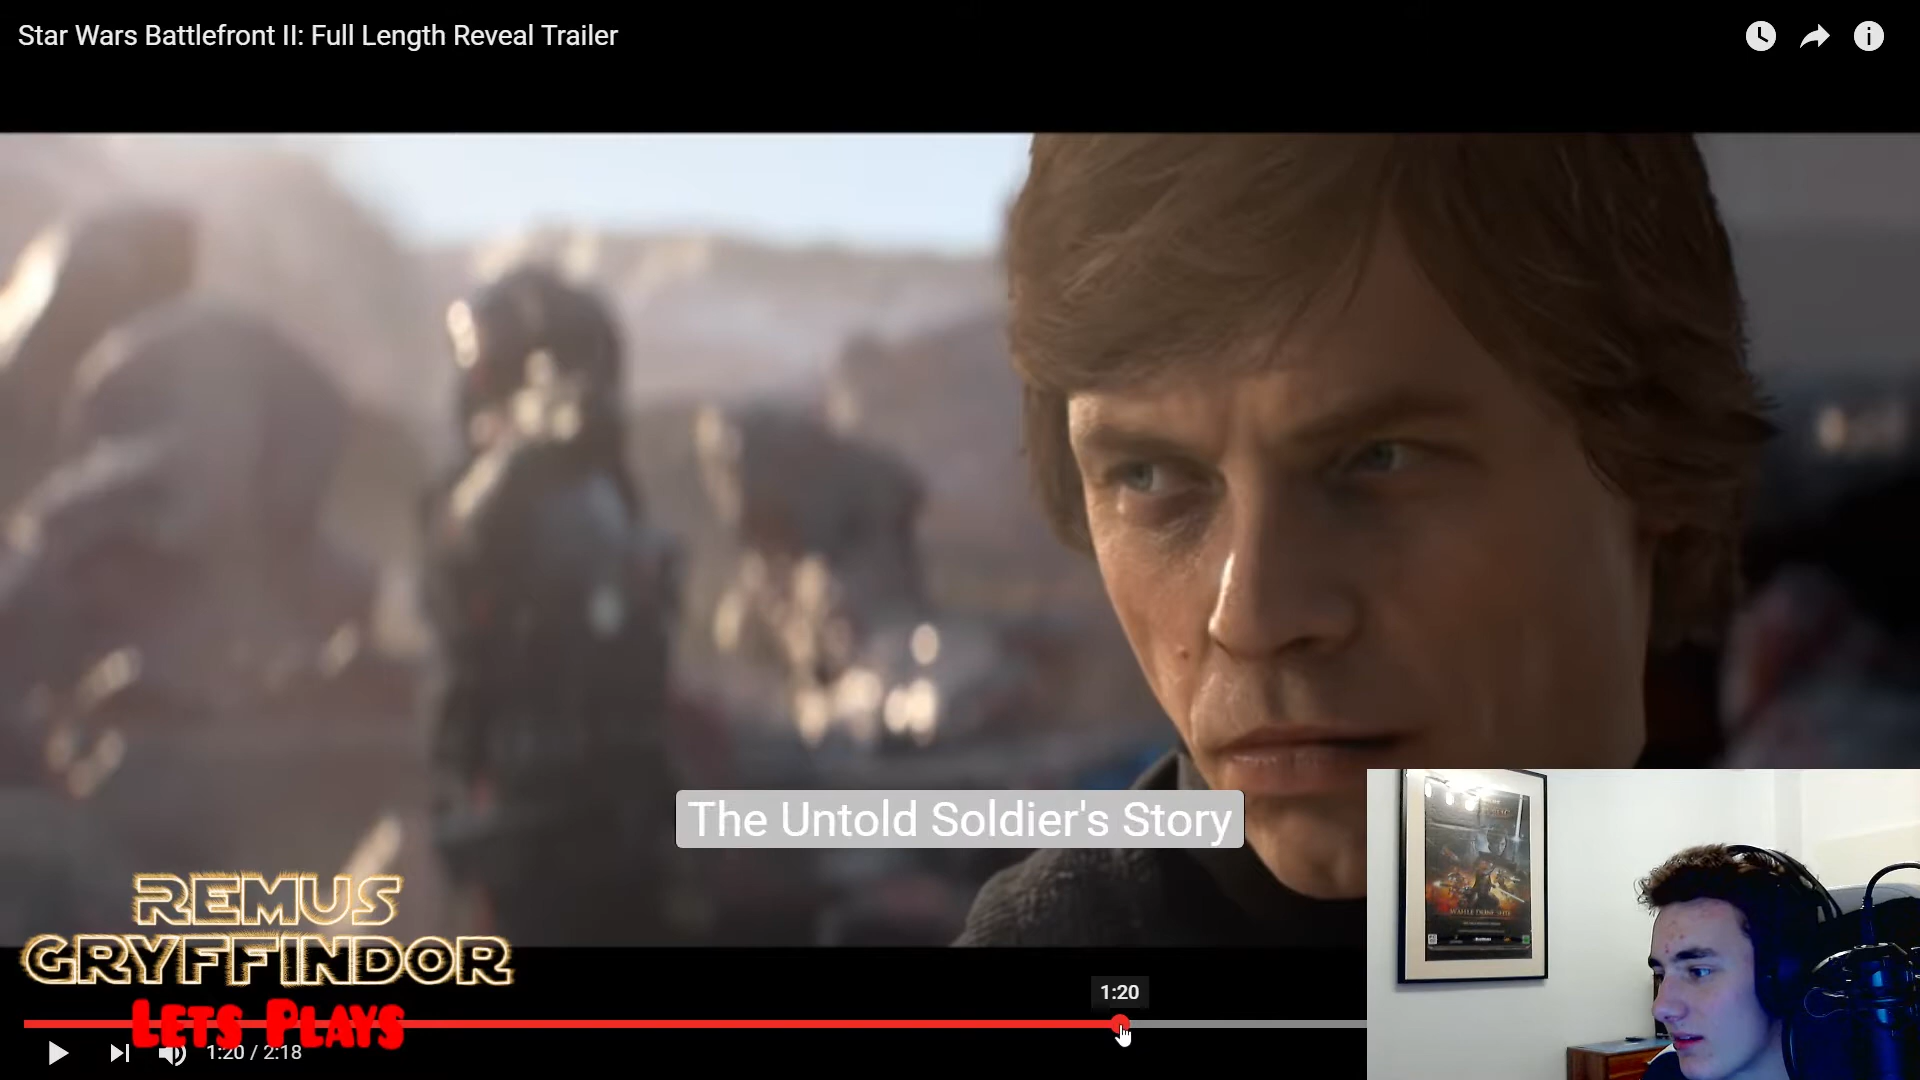 Star Wars Battlefront II: Full Length Reveal Trailer
The Untold Soldier's Story
REMUS
GRYFFINDOR
LETS PLAYS
1:20
1:20 / 2:18